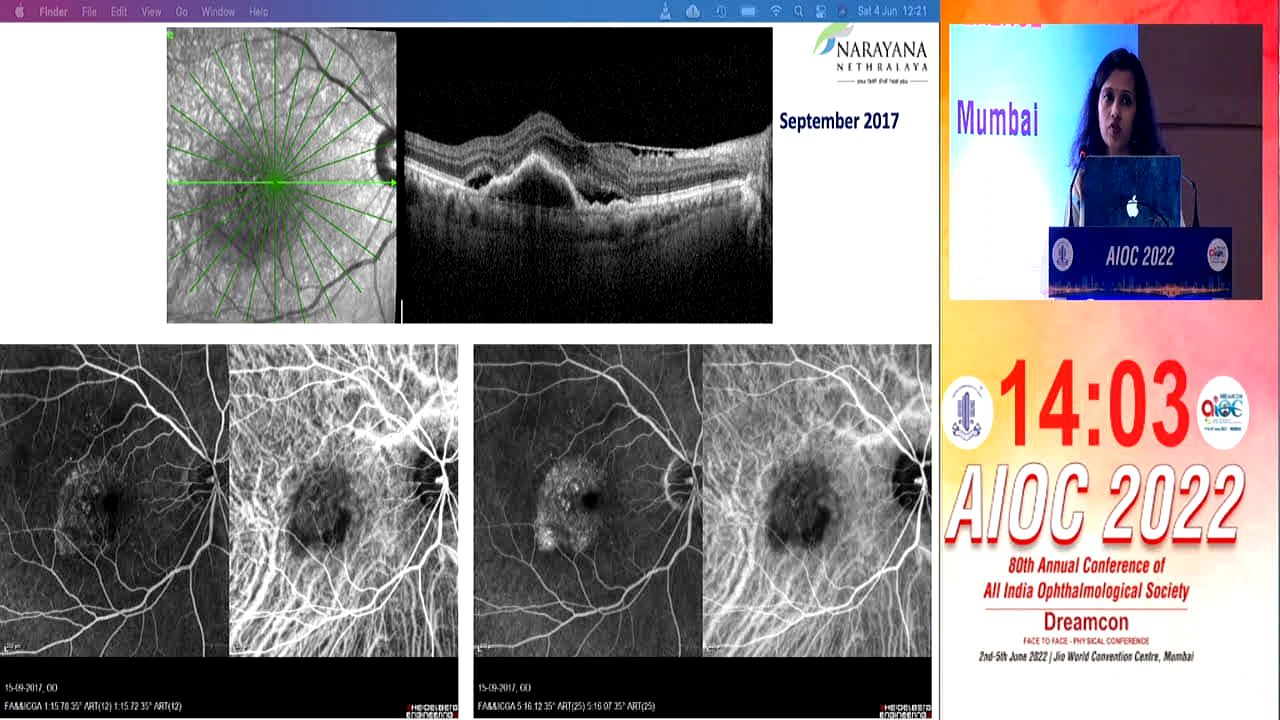 Finder File Edit View Go Window Help
Sat 4 Jun 12:21
NARAYANA
NETHRALAYA
September 2017
Mumbai
AIOC 2022
14:03
AIOC 2022
80th Annual Conference of
All India Ophthalmological Society
Dreamcon
FACE TO FACE - PHYSICAL CONFERENCE
2nd-5th June 2022 | Jio World Convention Centre, Mumbai
15-09-2017, OD
FA&ICGA 1:15.78 35° ART(12) 1:15.72 35° ART(12)
HEIDELBERG
ENGINEERING
15-09-2017, OD
FA&ICGA 5:16.12 35° ART(25) 5:16.07 35° ART(25)
HEIDELBERG
ENGINEERING